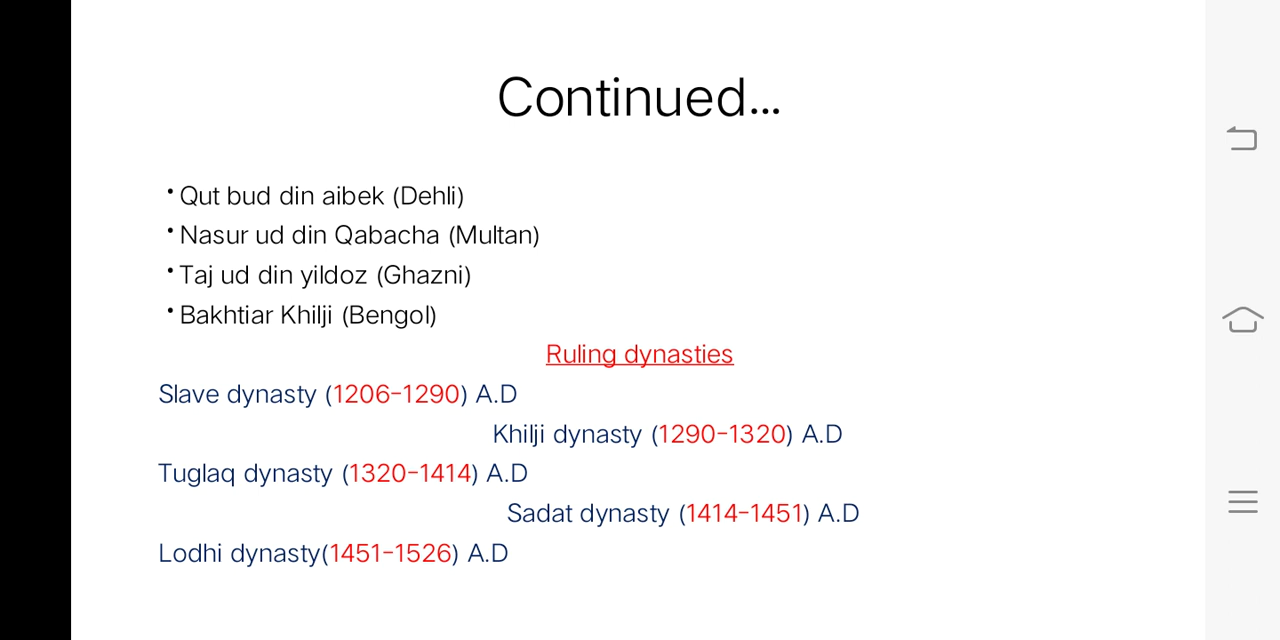 Continued...
• Qut bud din aibek (Dehli)
• Nasur ud din Qabacha (Multan)
• Taj ud din yildoz (Ghazni)
• Bakhtiar Khilji (Bengol)
Ruling dynasties
Slave dynasty (1206-1290) A.D
Khilji dynasty (1290-1320) A.D
Tuglaq dynasty (1320-1414) A.D
Sadat dynasty (1414-1451) A.D
Lodhi dynasty(1451-1526) A.D